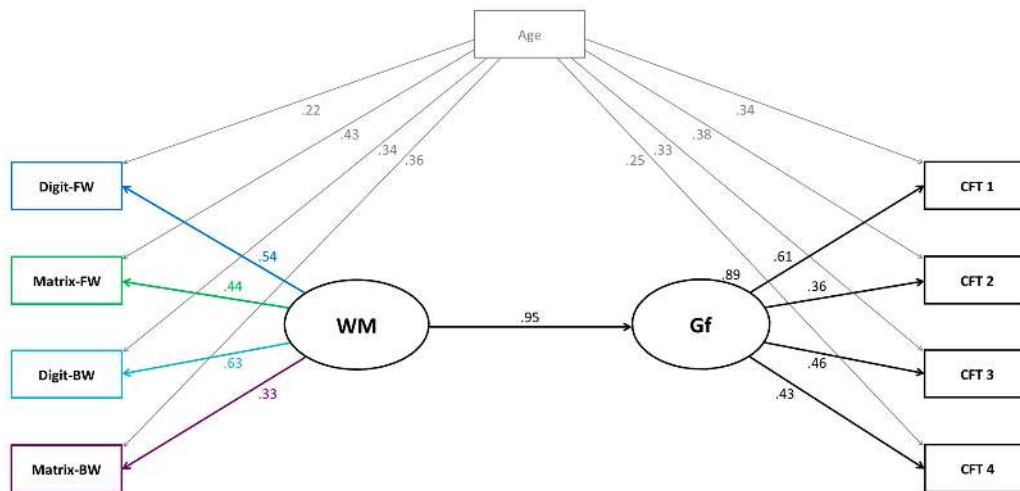 Age
.22
.43
.34
.36
.34
.38
.33
.25
Digit-FW
Matrix-FW
Digit-BW
Matrix-BW
.54
.44
.63
.33
WM
.95
Gf
.89
.61
.36
.46
.43
CFT 1
CFT 2
CFT 3
CFT 4